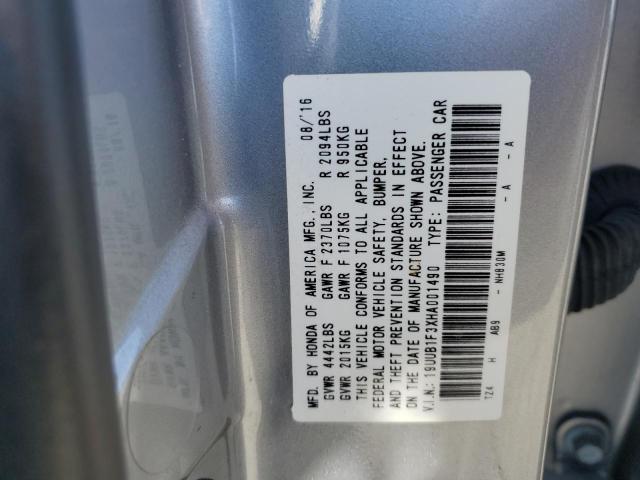 MFD. BY HONDA OF AMERICA MFG., INC. 08/'16
GVWR 4442LBS GAWR F 2370LBS R 2094LBS
GVWR 2015KG GAWR F 1075KG R 950KG
THIS VEHICLE CONFORMS TO ALL APPLICABLE
FEDERAL MOTOR VEHICLE SAFETY, BUMPER,
AND THEFT PREVENTION STANDARDS IN EFFECT
ON THE DATE OF MANUFACTURE SHOWN ABOVE.
V.I.N.: 19UUB1F3XHA001490 TYPE: PASSENGER CAR
TZ4 H AB9 - NH830M - A - A